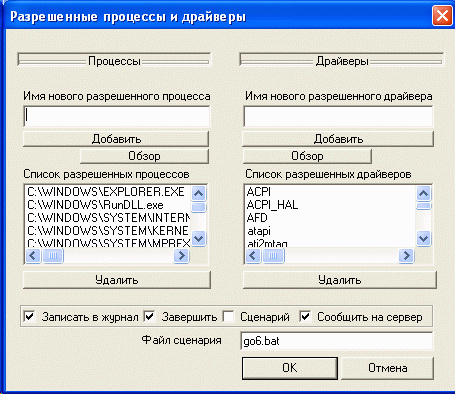 Разрешенные процессы и драйверы
Процессы
Драйверы
Имя нового разрешенного процесса
Имя нового разрешенного драйвера
Добавить
Добавить
Обзор
Обзор
Список разрешенных процессов
Список разрешенных драйверов
C:\WINDOWS\EXPLORER.EXE
C:\WINDOWS\RunDLL.exe
C:\WINDOWS\SYSTEM\INTERN
C:\WINDOWS\SYSTEM\KERNE
C:\WINDOWS\SYSTEM\MPREX
ACPI
ACPI_HAL
AFD
atapi
ati2mtag
Удалить
Удалить
Записать в журнал
Завершить
Сценарий
Сообщить на сервер
Файл сценария
go6.bat
OK
Отмена